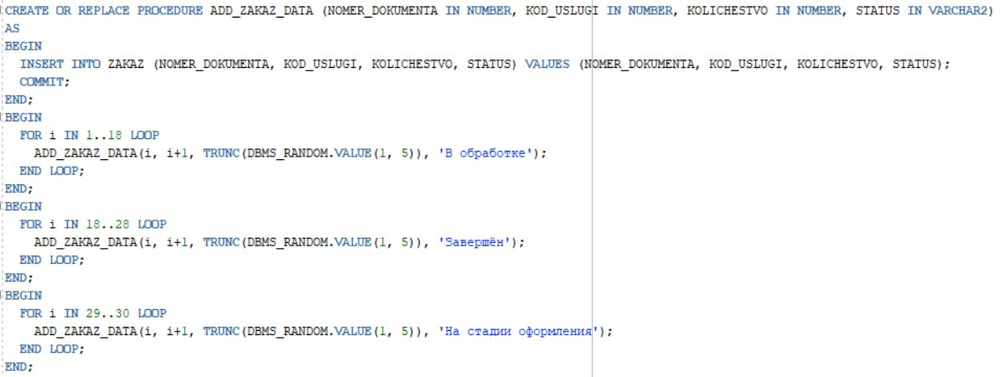 CREATE OR REPLACE PROCEDURE ADD_ZAKAZ_DATA (NOMER_DOKUMENTA IN NUMBER, KOD_USLUGI IN NUMBER, KOLICHESTVO IN NUMBER, STATUS IN VARCHAR2)
AS
BEGIN
  INSERT INTO ZAKAZ (NOMER_DOKUMENTA, KOD_USLUGI, KOLICHESTVO, STATUS) VALUES (NOMER_DOKUMENTA, KOD_USLUGI, KOLICHESTVO, STATUS);
  COMMIT;
END;
BEGIN
  FOR i IN 1..18 LOOP
    ADD_ZAKAZ_DATA(i, i+1, TRUNC(DBMS_RANDOM.VALUE(1, 5)), 'В обработке');
  END LOOP;
END;
BEGIN
  FOR i IN 18..28 LOOP
    ADD_ZAKAZ_DATA(i, i+1, TRUNC(DBMS_RANDOM.VALUE(1, 5)), 'Завершён');
  END LOOP;
END;
BEGIN
  FOR i IN 29..30 LOOP
    ADD_ZAKAZ_DATA(i, i+1, TRUNC(DBMS_RANDOM.VALUE(1, 5)), 'На стадии оформления');
  END LOOP;
END;